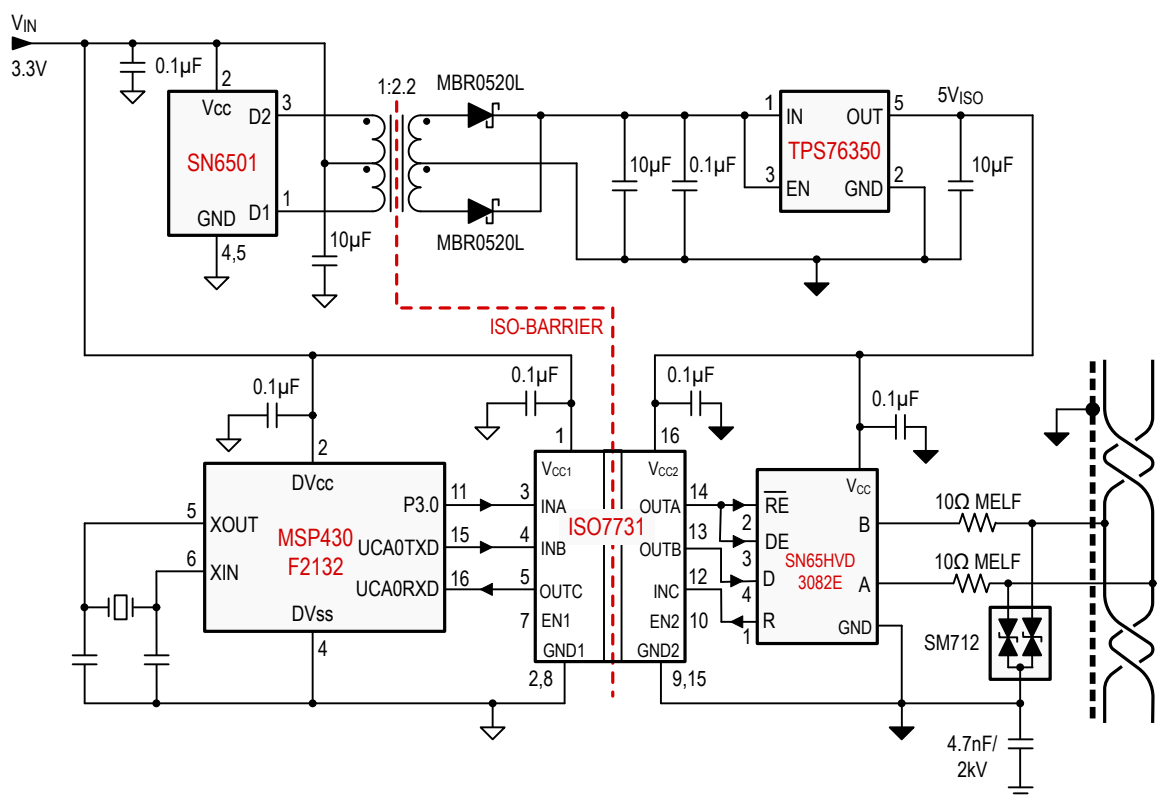 VIN
3.3V
0.1µF
2
Vcc
D2
3
SN6501
D1
1
GND
4,5
10µF
1:2.2
MBR0520L
MBR0520L
10µF
0.1µF
1
IN
OUT
5
TPS76350
3
EN
GND
2
5VISO
10µF
ISO-BARRIER
0.1µF
2
DVcc
5
XOUT
P3.0
11
MSP430
F2132
UCA0TXD
15
6
XIN
UCA0RXD
16
DVss
4
0.1µF
1
VCC1
3
INA
4
INB
5
OUTC
7
EN1
GND1
2,8
ISO7731
0.1µF
16
VCC2
OUTA
14
OUTB
13
INC
12
EN2
10
GND2
9,15
0.1µF
VCC
RE
2
DE
3
D
4
R
1
SN65HVD
3082E
B
A
GND
10Ω MELF
10Ω MELF
SM712
4.7nF/
2kV